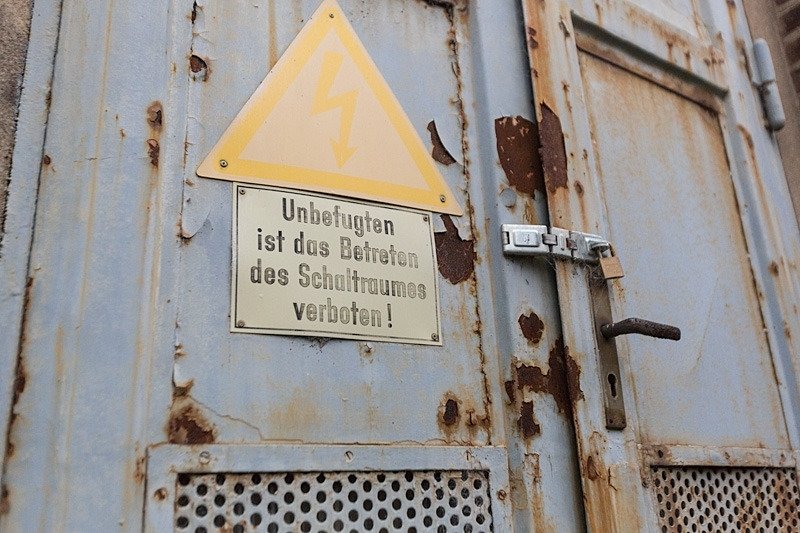 Unbefugten
ist das Betreten
des Schaltraumes
verboten!